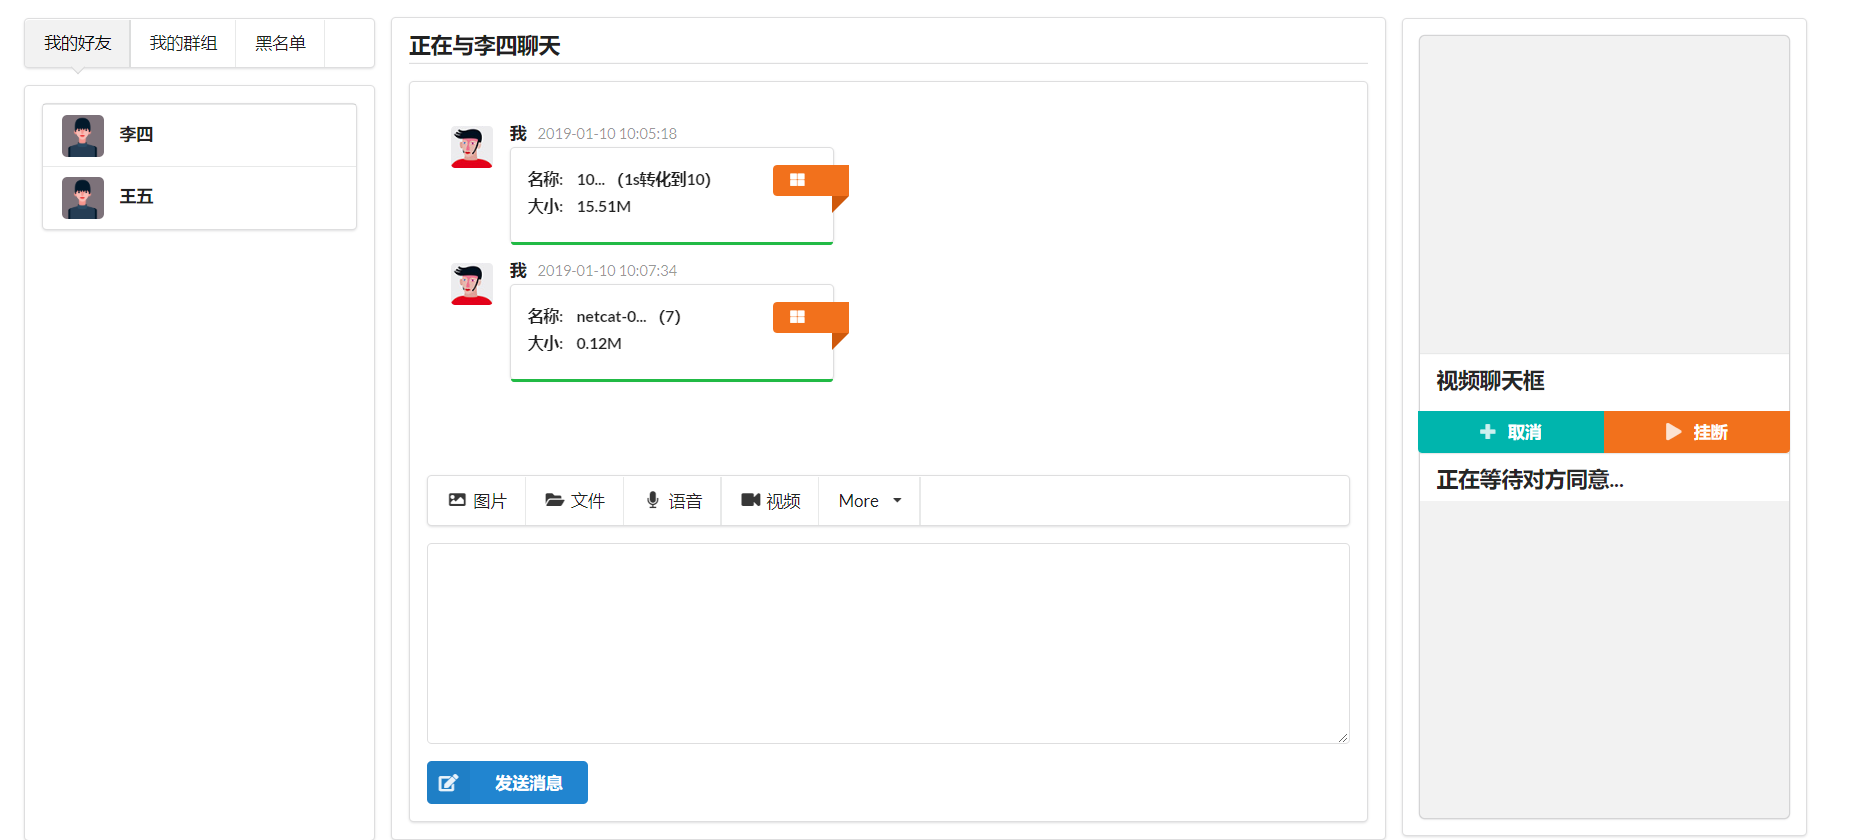 我的好友 我的群组 黑名单
李四
王五
正在与李四聊天
我 2019-01-10 10:05:18
名称: 10... (1s转化到10)
大小: 15.51M
我 2019-01-10 10:07:34
名称: netcat-0... (7)
大小: 0.12M
图片 文件 语音 视频 More
发送消息
视频聊天框
取消 挂断
正在等待对方同意...